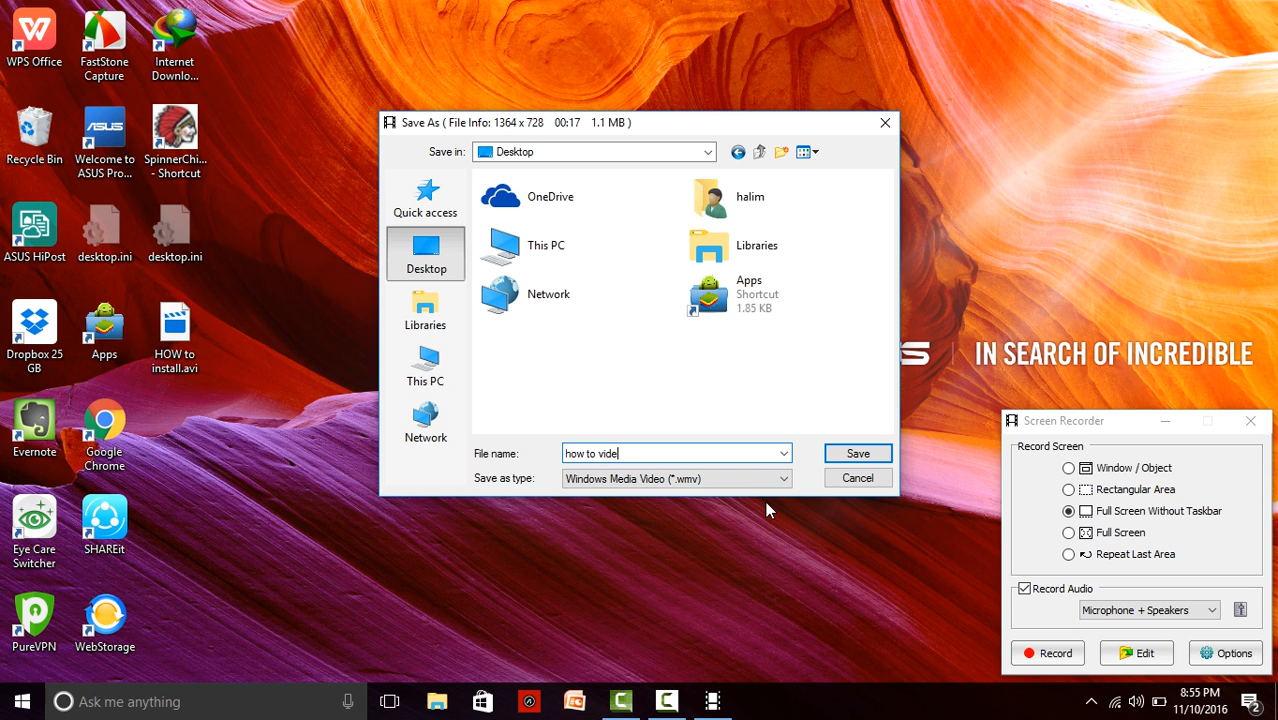 WPS Office
FastStone
Capture
Internet
Downlo...
Recycle Bin
Welcome to
ASUS Pro...
SpinnerChi...
- Shortcut
ASUS HiPost
desktop.ini
desktop.ini
Dropbox 25
GB
Apps
HOW to
install.avi
Evernote
Google
Chrome
Eye Care
Switcher
SHAREit
PureVPN
WebStorage
Save As ( File Info: 1364 x 728 00:17 1.1 MB )
Save in:
Desktop
Quick access
Desktop
Libraries
This PC
Network
OneDrive
halim
This PC
Libraries
Network
Apps
Shortcut
1.85 KB
File name:
how to vide
Save
Save as type:
Windows Media Video (*.wmv)
Cancel
S IN SEARCH OF INCREDIBLE
Screen Recorder
Record Screen
Window / Object
Rectangular Area
Full Screen Without Taskbar
Full Screen
Repeat Last Area
Record Audio
Microphone + Speakers
Record
Edit
Options
Ask me anything
8:55 PM
11/10/2016
2